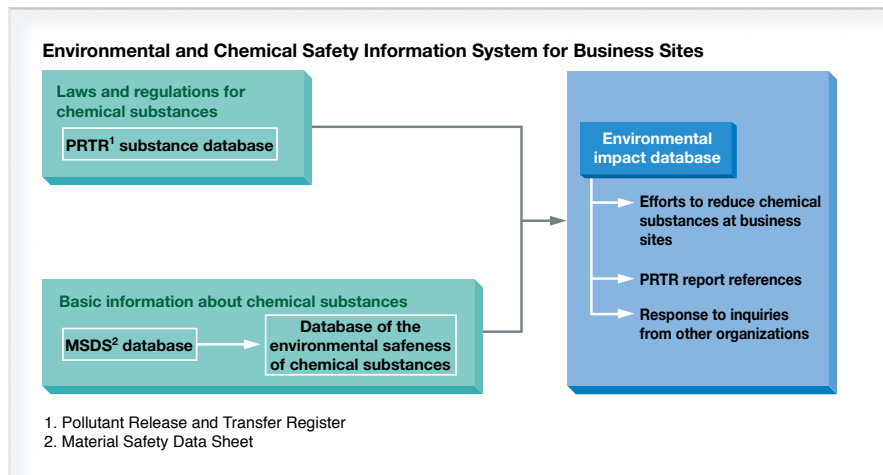 Environmental and Chemical Safety Information System for Business Sites
Laws and regulations for
chemical substances
PRTR¹ substance database
Basic information about chemical substances
MSDS² database
Database of the
environmental safeness
of chemical substances
Environmental
impact database
Efforts to reduce chemical
substances at business
sites
PRTR report references
Response to inquiries
from other organizations
1. Pollutant Release and Transfer Register
2. Material Safety Data Sheet